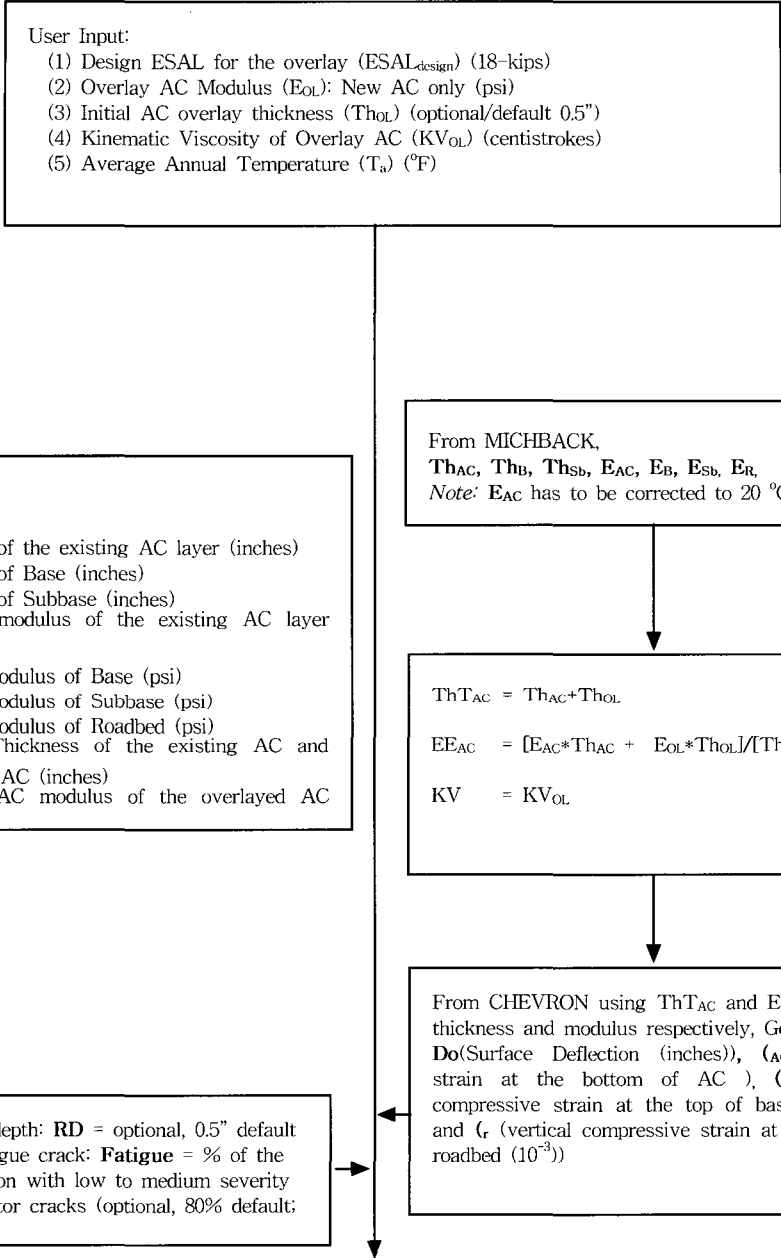 User Input:
(1) Design ESAL for the overlay (ESALdesign) (18-kips)
(2) Overlay AC Modulus (EOL): New AC only (psi)
(3) Initial AC overlay thickness (ThOL) (optional/default 0.5")
(4) Kinematic Viscosity of Overlay AC (KVOL) (centistrokes)
(5) Average Annual Temperature (Ta) (°F)
From MICHBACK,
ThAC, ThB, ThSb, EAC, EB, ESb, ER,
Note: EAC has to be corrected to 20 °C
of the existing AC layer (inches)
of Base (inches)
of Subbase (inches)
modulus of the existing AC layer
odulus of Base (psi)
odulus of Subbase (psi)
odulus of Roadbed (psi)
Thickness of the existing AC and
AC (inches)
AC modulus of the overlayed AC
ThTAC = ThAC+ThOL
EEAC = [EAC*ThAC + EOL*ThOL]/[Th
KV = KVOL
From CHEVRON using ThTAC and E
thickness and modulus respectively, Ge
Do(Surface Deflection (inches)), (A
strain at the bottom of AC ), (
compressive strain at the top of bas
and (r (vertical compressive strain at
roadbed (10-3))
depth: RD = optional, 0.5" default
gue crack: Fatigue = % of the
on with low to medium severity
tor cracks (optional, 80% default;